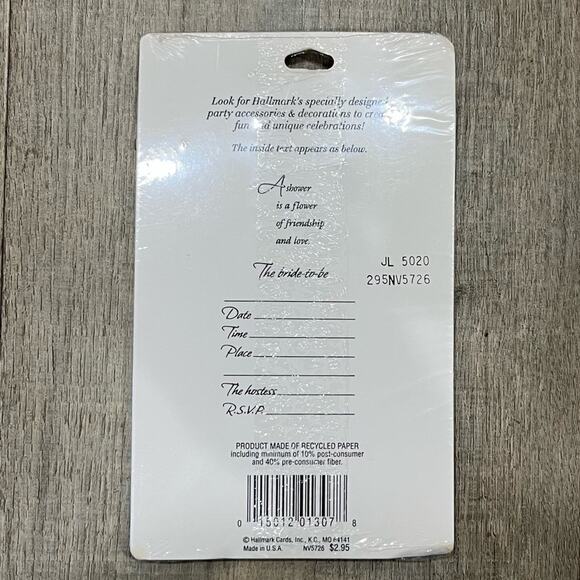 Look for Hallmark's specially designed
party accessories & decorations to create
fun and unique celebrations!
The inside text appears as below.
A shower
is a flower
of friendship
and love.
The bride-to-be
JL 5020
295NV5726
Date
Time
Place
The hostess
R.S.V.P.
PRODUCT MADE OF RECYCLED PAPER
including minimum of 10% post-consumer
and 40% pre-consumer fiber.
0 15012 01307 8
© Hallmark Cards, Inc., K.C., MO 64141
Made in U.S.A. NV5726 $2.95